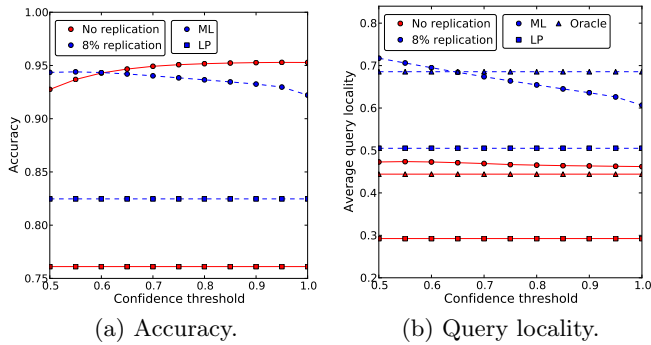 No replication
8% replication
ML
LP
1.00
0.95
0.90
0.85
0.80
0.75
Accuracy
0.5 0.6 0.7 0.8 0.9 1.0
Confidence threshold
(a) Accuracy.
No replication
8% replication
ML
LP
Oracle
0.8
0.7
0.6
0.5
0.4
0.3
0.2
Average query locality
0.5 0.6 0.7 0.8 0.9 1.0
Confidence threshold
(b) Query locality.